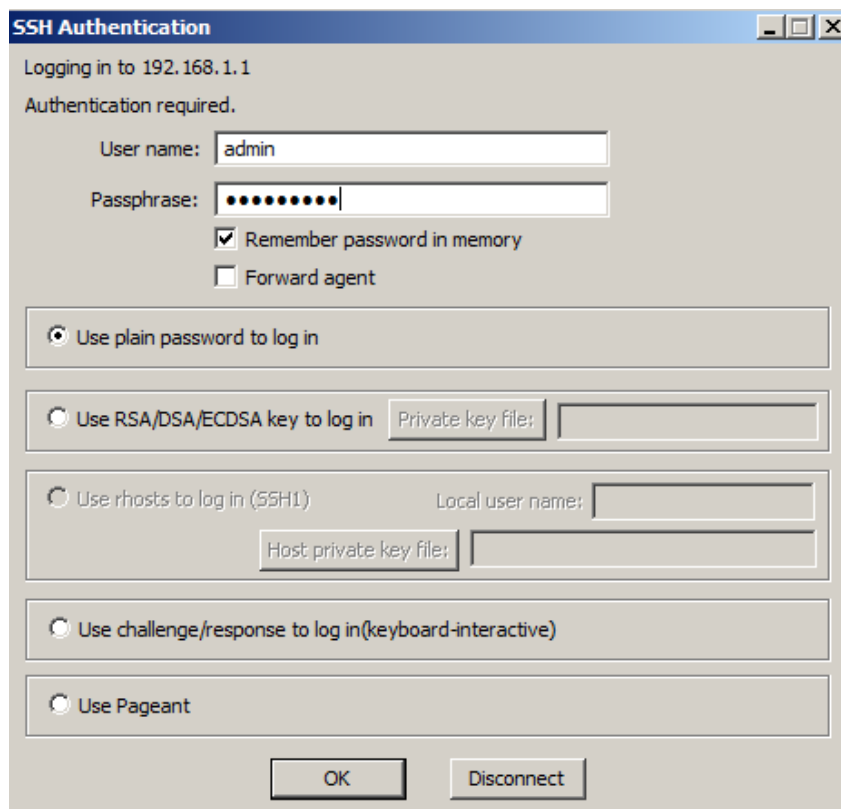 SSH Authentication
Logging in to 192.168.1.1
Authentication required.
User name: admin
Passphrase: ●●●●●●●●●
Remember password in memory
Forward agent
Use plain password to log in
Use RSA/DSA/ECDSA key to log in Private key file:
Use rhosts to log in (SSH1) Local user name:
Host private key file:
Use challenge/response to log in(keyboard-interactive)
Use Pageant
OK Disconnect